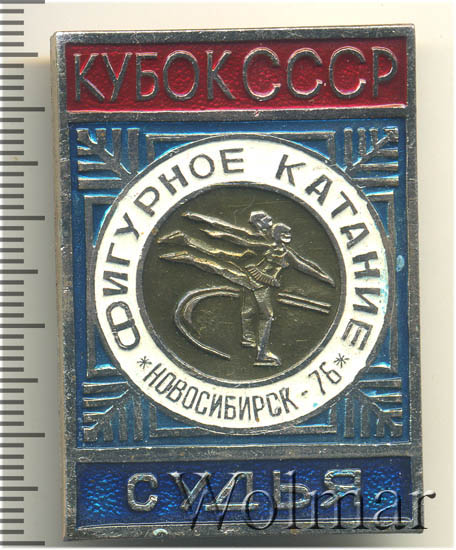 КУБОК СССР
ФИГУРНОЕ КАТАНИЕ
*НОВОСИБИРСК-76*
СУДЬЯ
Wolmar